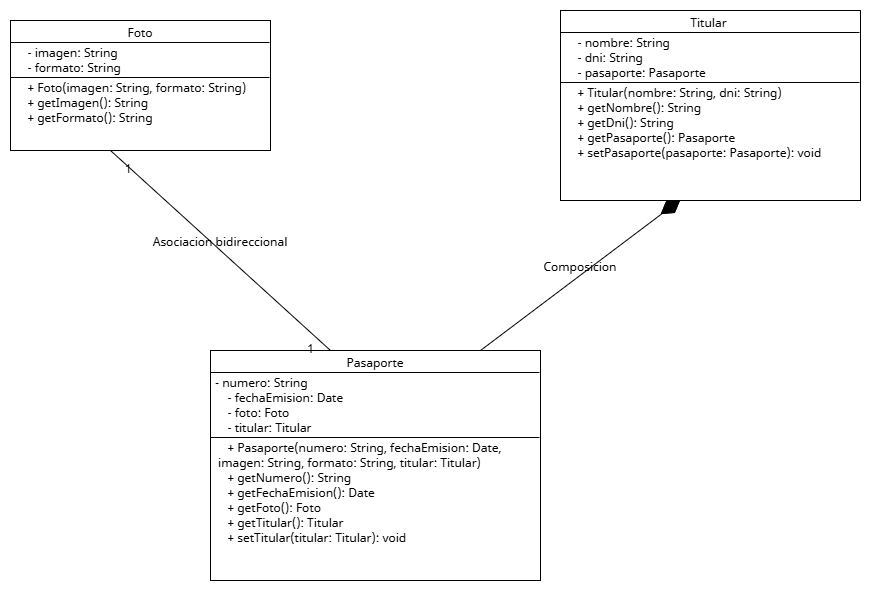 Foto
- imagen: String
- formato: String
+ Foto(imagen: String, formato: String)
+ getImagen(): String
+ getFormato(): String
Titular
- nombre: String
- dni: String
- pasaporte: Pasaporte
+ Titular(nombre: String, dni: String)
+ getNombre(): String
+ getDni(): String
+ getPasaporte(): Pasaporte
+ setPasaporte(pasaporte: Pasaporte): void
1
Asociacion bidireccional
Composicion
1
Pasaporte
- numero: String
- fechaEmision: Date
- foto: Foto
- titular: Titular
+ Pasaporte(numero: String, fechaEmision: Date,
imagen: String, formato: String, titular: Titular)
+ getNumero(): String
+ getFechaEmision(): Date
+ getFoto(): Foto
+ getTitular(): Titular
+ setTitular(titular: Titular): void